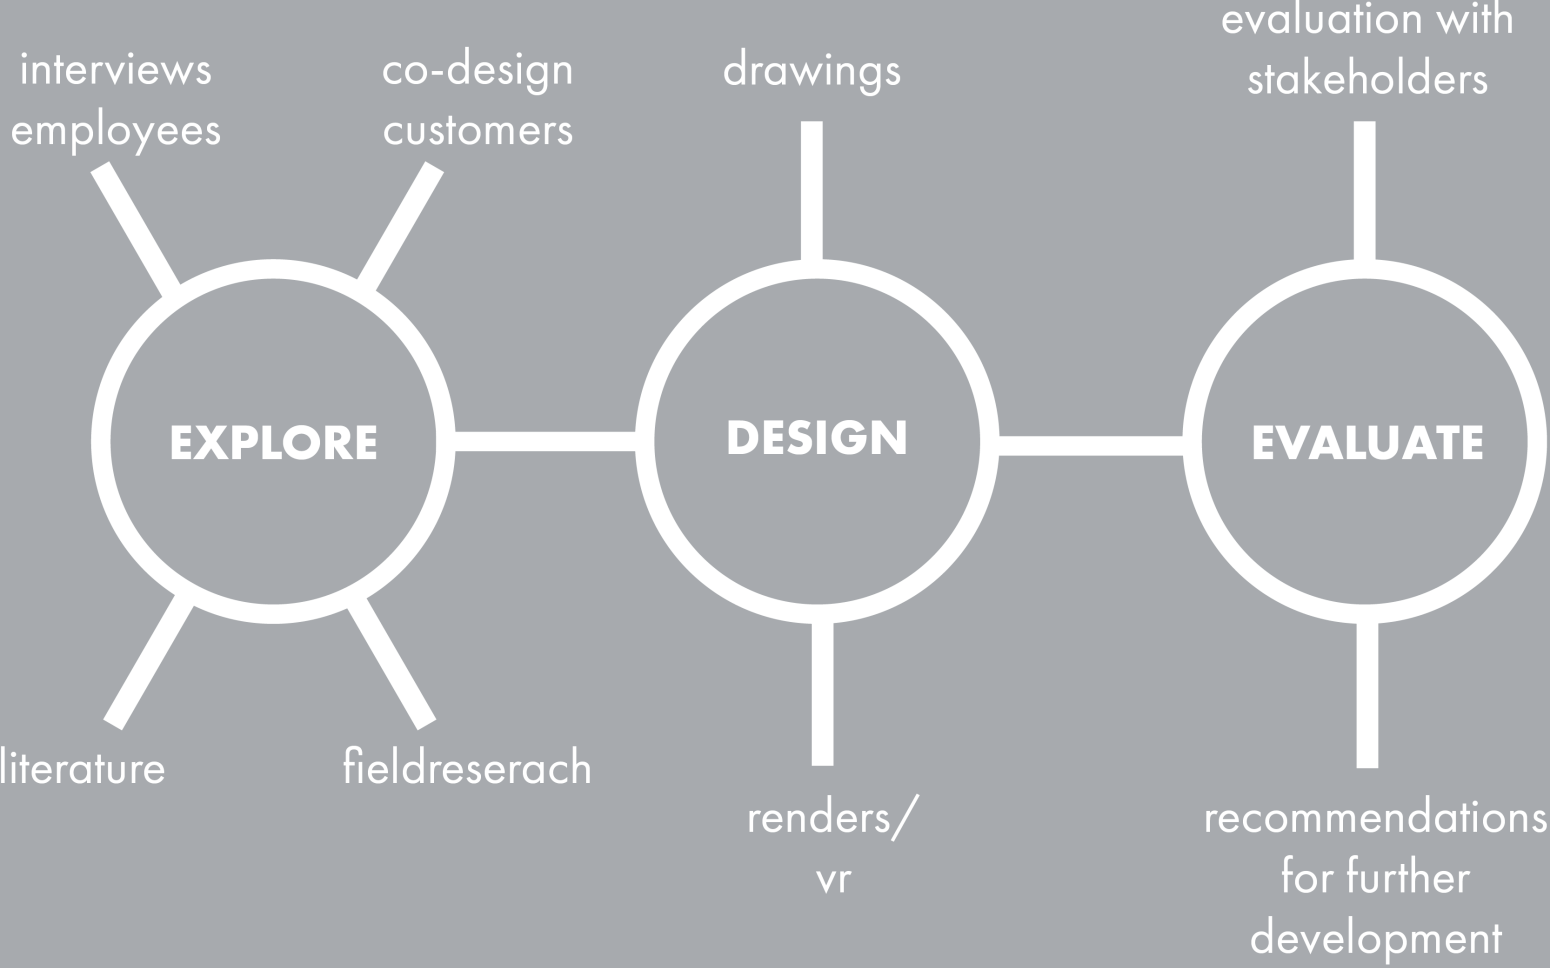 interviews
employees
co-design
customers
drawings
evaluation with
stakeholders
EXPLORE
DESIGN
EVALUATE
literature
fieldreserach
renders/
vr
recommendations
for further
development